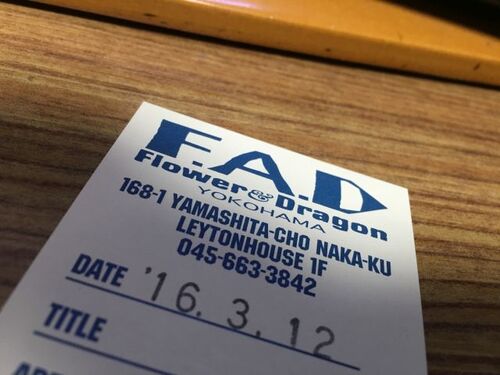 F.A.D
Flower & Dragon
YOKOHAMA
168-1 YAMASHITA-CHO NAKA-KU
LEYTONHOUSE 1F
045-663-3842
DATE '16.3.12
TITLE